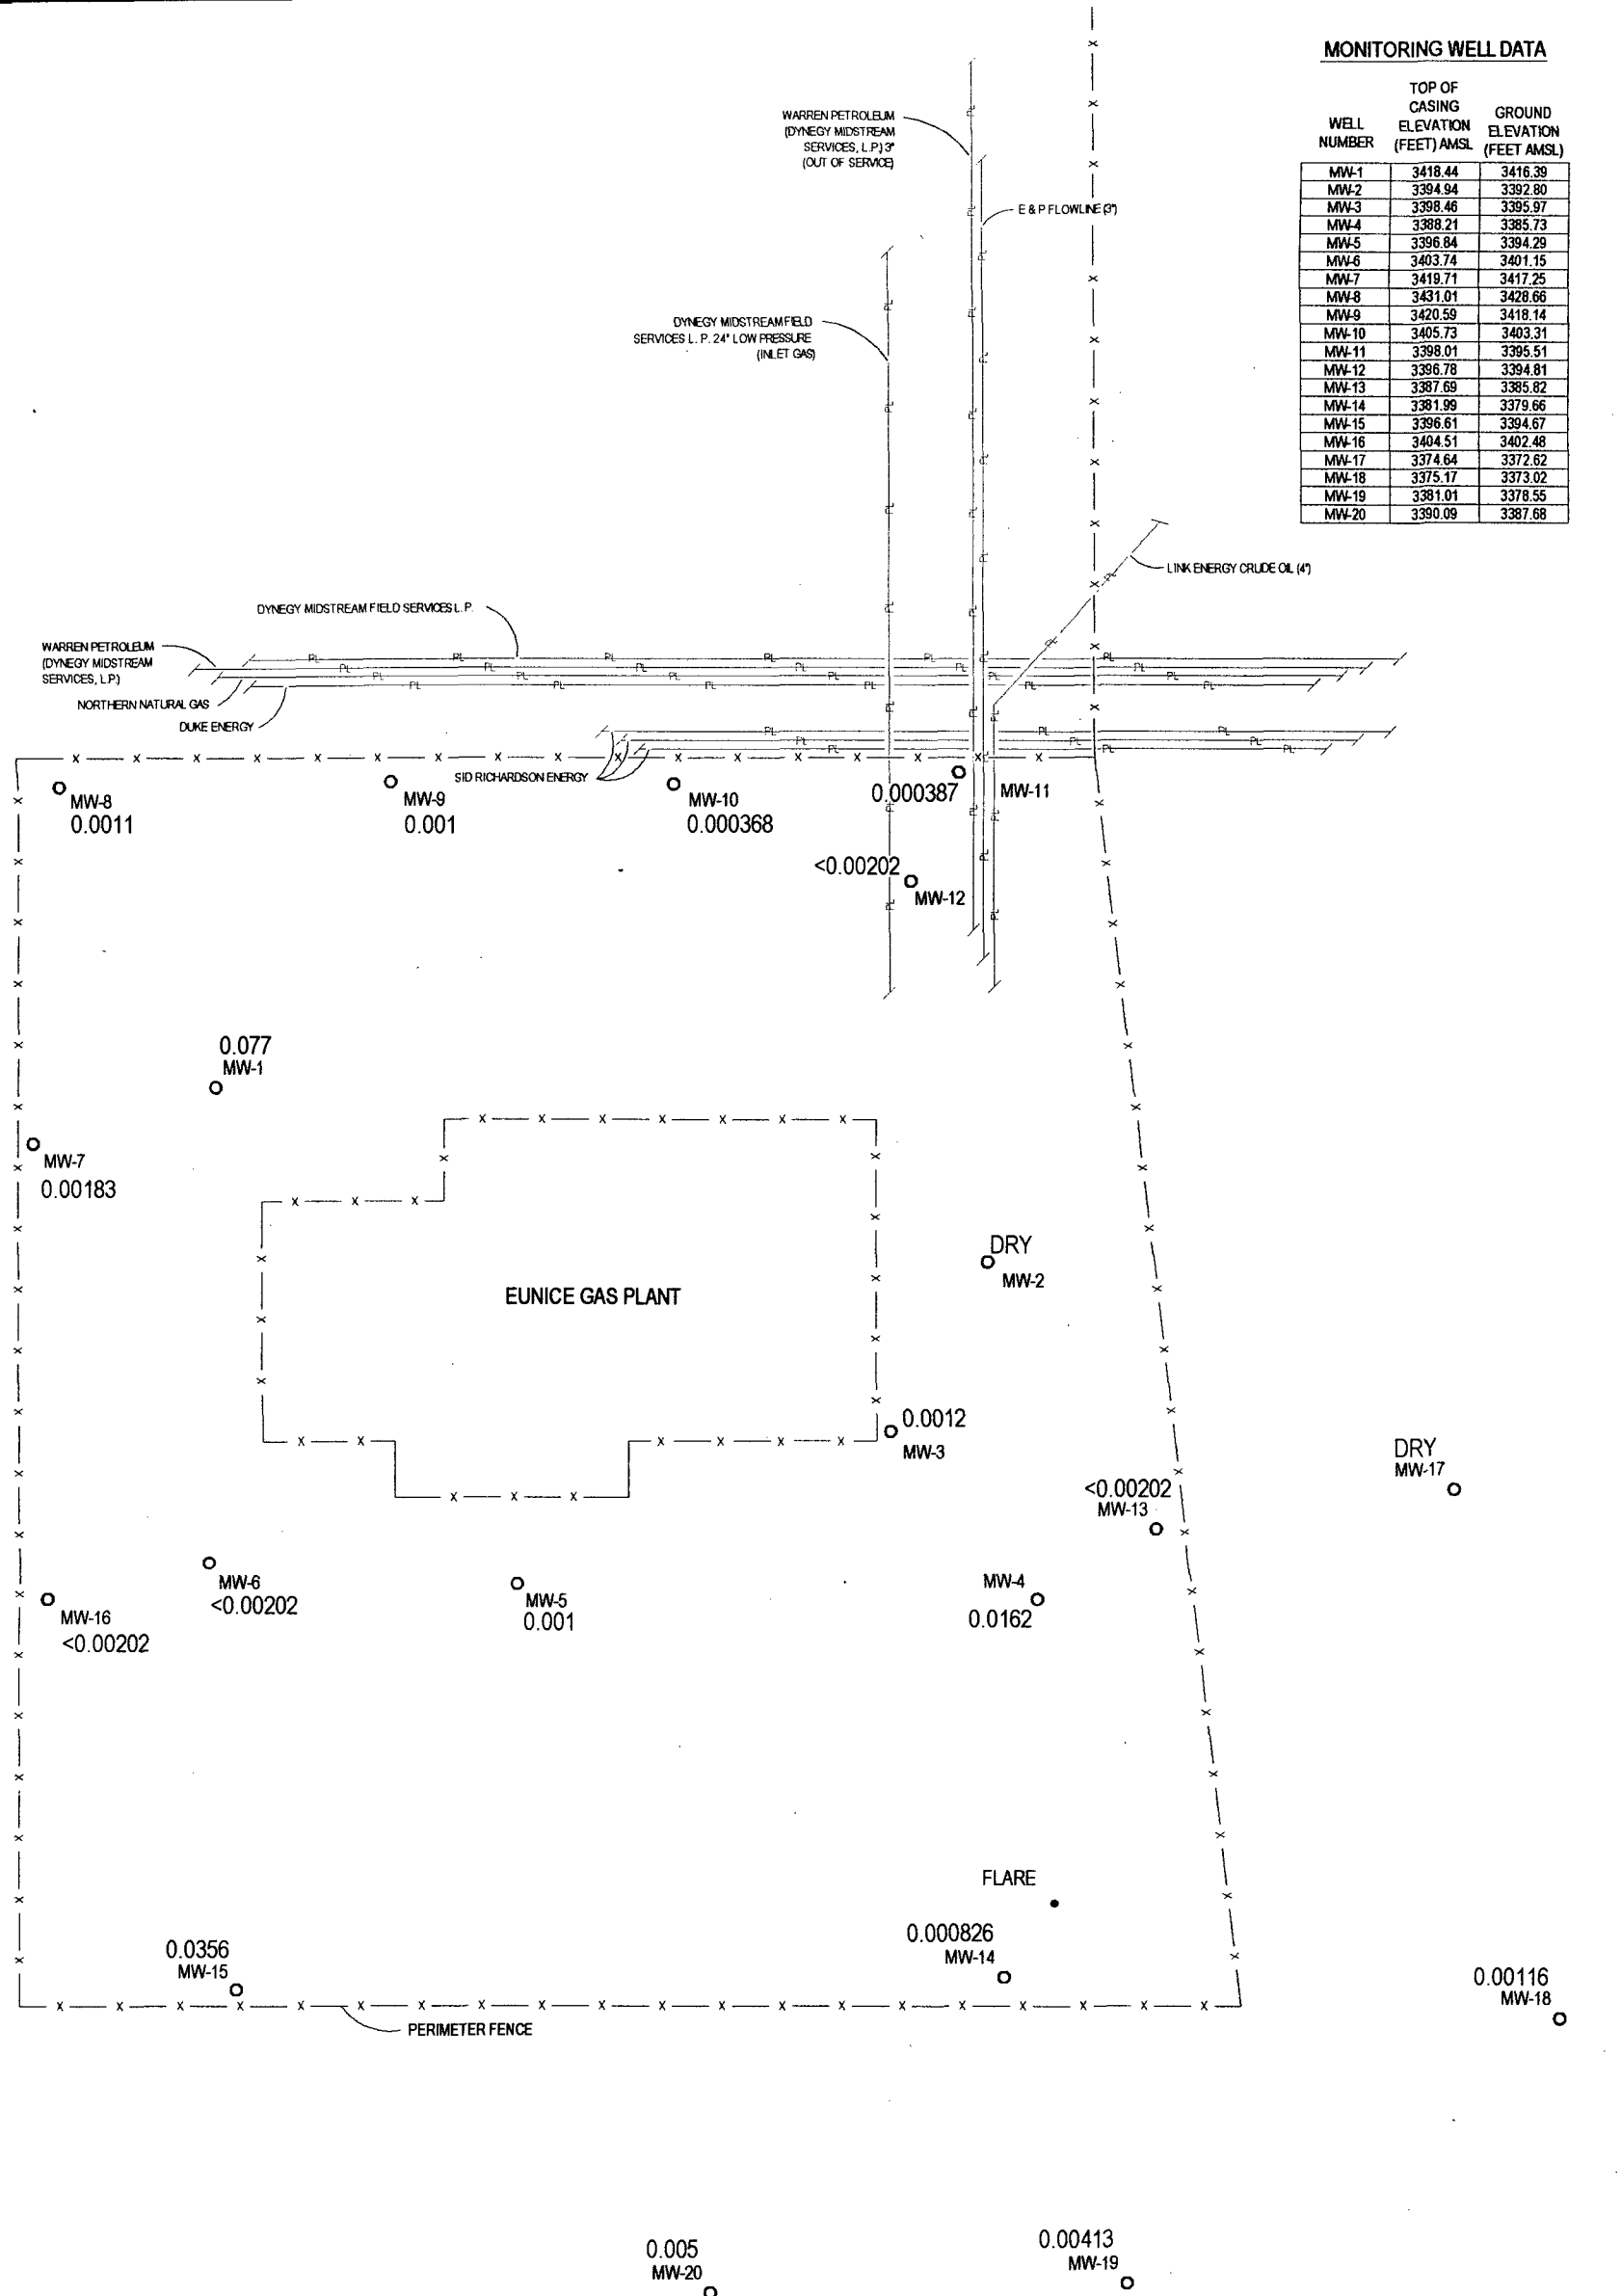 MONITORING WELL DATA
WELL NUMBER
TOP OF CASING ELEVATION (FEET) AMSL
GROUND ELEVATION (FEET AMSL)
MW-1 3418.44 3416.39
MW-2 3394.94 3392.80
MW-3 3398.46 3395.97
MW-4 3388.21 3385.73
MW-5 3396.84 3394.29
MW-6 3403.74 3401.15
MW-7 3419.71 3417.25
MW-8 3431.01 3428.66
MW-9 3420.59 3418.14
MW-10 3405.73 3403.31
MW-11 3398.01 3395.51
MW-12 3396.78 3394.81
MW-13 3387.69 3385.82
MW-14 3381.99 3379.66
MW-15 3396.61 3394.67
MW-16 3404.51 3402.48
MW-17 3374.64 3372.62
MW-18 3375.17 3373.02
MW-19 3381.01 3378.55
MW-20 3390.09 3387.68
WARREN PETROLEUM
(DYNEGY MIDSTREAM
SERVICES, L.P.) 3"
(OUT OF SERVICE)
E & P FLOWLINE (3")
DYNEGY MIDSTREAM FIELD
SERVICES L. P. 24" LOW PRESSURE
(INLET GAS)
LINK ENERGY CRUDE OIL (4")
DYNEGY MIDSTREAM FIELD SERVICES L.P.
WARREN PETROLEUM
(DYNEGY MIDSTREAM
SERVICES, L.P.)
NORTHERN NATURAL GAS
DUKE ENERGY
SID RICHARDSON ENERGY
MW-8
0.0011
MW-9
0.001
MW-10
0.000368
0.000387
MW-11
<0.00202
MW-12
0.077
MW-1
MW-7
0.00183
DRY
MW-2
EUNICE GAS PLANT
0.0012
MW-3
DRY
MW-17
<0.00202
MW-13
MW-6
<0.00202
MW-5
0.001
MW-4
0.0162
MW-16
<0.00202
FLARE
0.000826
MW-14
0.0356
MW-15
0.00116
MW-18
PERIMETER FENCE
0.005
MW-20
0.00413
MW-19